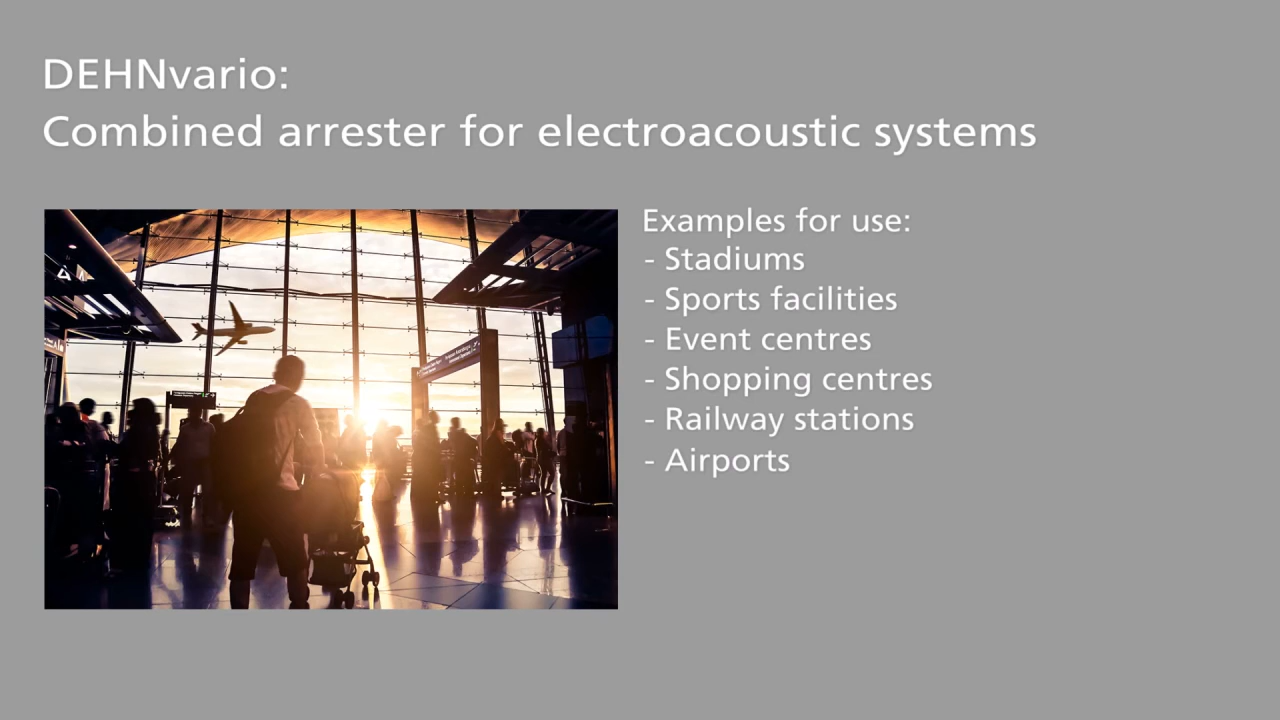 DEHNvario:
Combined arrester for electroacoustic systems
Examples for use:
- Stadiums
- Sports facilities
- Event centres
- Shopping centres
- Railway stations
- Airports